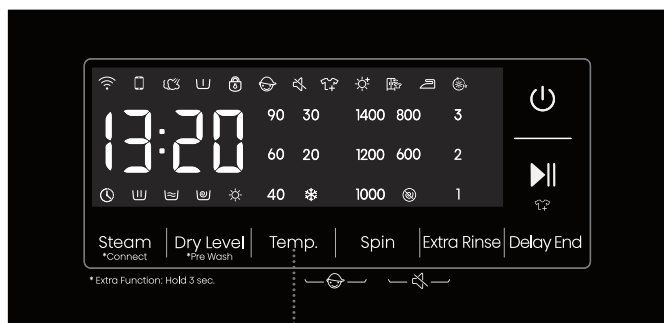 13:20
90 30 1400 800 3
60 20 1200 600 2
40 1000 1
Steam Dry Level Temp. Spin Extra Rinse Delay End
*Connect *Pre Wash
* Extra Function: Hold 3 sec.